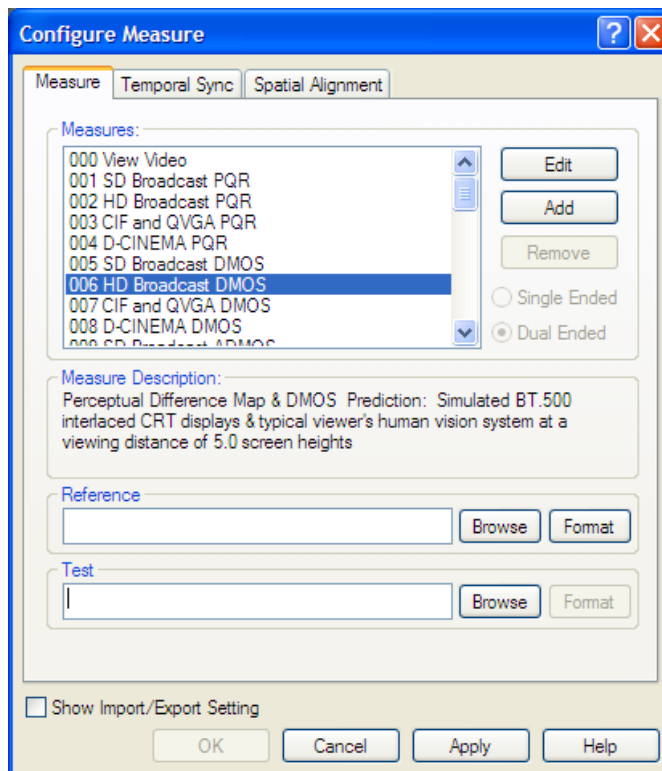 Configure Measure
Measure Temporal Sync Spatial Alignment
Measures:
000 View Video
001 SD Broadcast PQR
002 HD Broadcast PQR
003 CIF and QVGA PQR
004 D-CINEMA PQR
005 SD Broadcast DMOS
006 HD Broadcast DMOS
007 CIF and QVGA DMOS
008 D-CINEMA DMOS
009 SD Broadcast ADMOS
Edit
Add
Remove
Single Ended
Dual Ended
Measure Description:
Perceptual Difference Map & DMOS Prediction: Simulated BT.500
interlaced CRT displays & typical viewer's human vision system at a
viewing distance of 5.0 screen heights
Reference
Browse Format
Test
Browse Format
Show Import/Export Setting
OK Cancel Apply Help